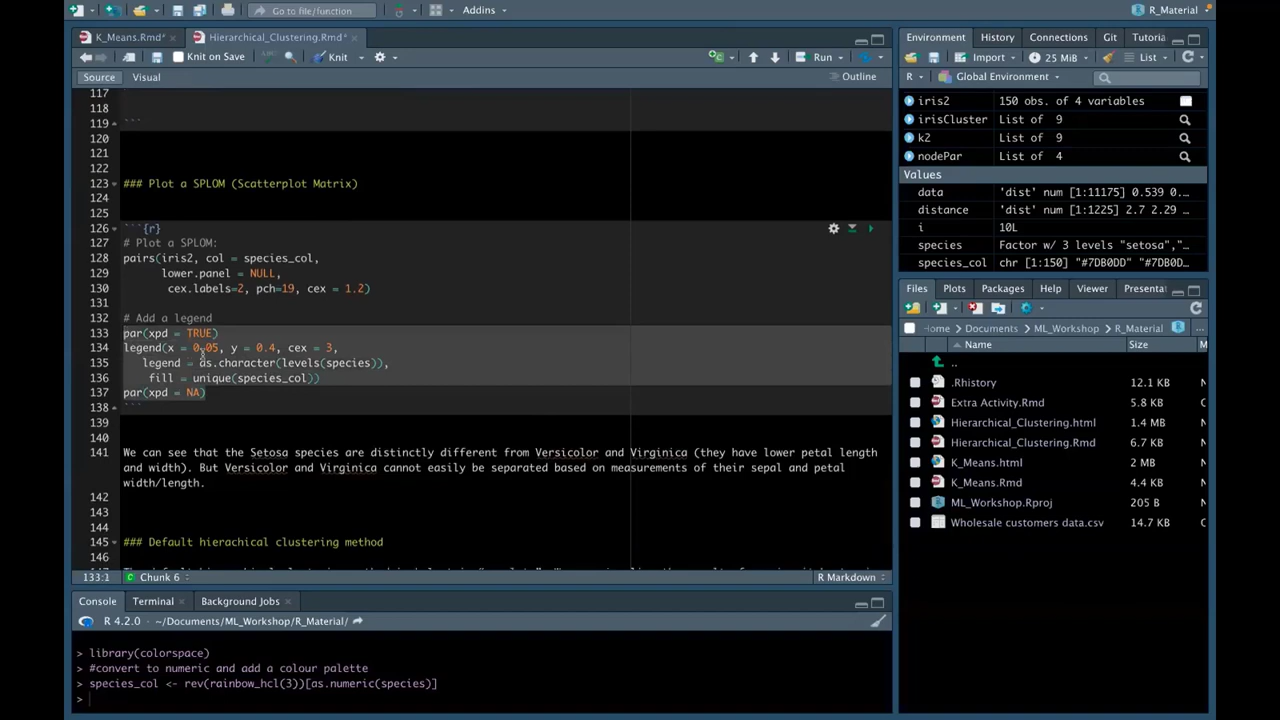 Go to file/function
Addins
R_Material
K_Means.Rmd*
Hierarchical_Clustering.Rmd*
Knit on Save
Knit
Run
Source
Visual
Outline
117
118
119 ```
120
121
122
123 ### Plot a SPLOM (Scatterplot Matrix)
124
125
126 ```{r}
127 # Plot a SPLOM:
128 pairs(iris2, col = species_col,
129 lower.panel = NULL,
130 cex.labels=2, pch=19, cex = 1.2)
131
132 # Add a legend
133 par(xpd = TRUE)
134 legend(x = 0.05, y = 0.4, cex = 3,
135 legend = as.character(levels(species)),
136 fill = unique(species_col))
137 par(xpd = NA)
138 ```
139
140
141 We can see that the Setosa species are distinctly different from Versicolor and Virginica (they have lower petal length
and width). But Versicolor and Virginica cannot easily be separated based on measurements of their sepal and petal
width/length.
142
143
144
145 ### Default hierachical clustering method
146
133:1 Chunk 6
R Markdown
Console Terminal Background Jobs
R 4.2.0 · ~/Documents/ML_Workshop/R_Material/
> library(colorspace)
> #convert to numeric and add a colour palette
> species_col <- rev(rainbow_hcl(3))[as.numeric(species)]
>
Environment History Connections Git Tutoria
Import 25 MiB List
R Global Environment
iris2 150 obs. of 4 variables
irisCluster List of 9
k2 List of 9
nodePar List of 4
Values
data 'dist' num [1:11175] 0.539 0...
distance 'dist' num [1:1225] 2.7 2.29 ...
i 10L
species Factor w/ 3 levels "setosa",...
species_col chr [1:150] "#7DB0DD" "#7DB0D...
Files Plots Packages Help Viewer Presenta
Home Documents ML_Workshop R_Material ...
Name Size M
..
.Rhistory 12.1 KB N
Extra Activity.Rmd 5.8 KB N
Hierarchical_Clustering.html 1.4 MB N
Hierarchical_Clustering.Rmd 6.7 KB N
K_Means.html 2 MB N
K_Means.Rmd 4.4 KB N
ML_Workshop.Rproj 205 B N
Wholesale customers data.csv 14.7 KB N